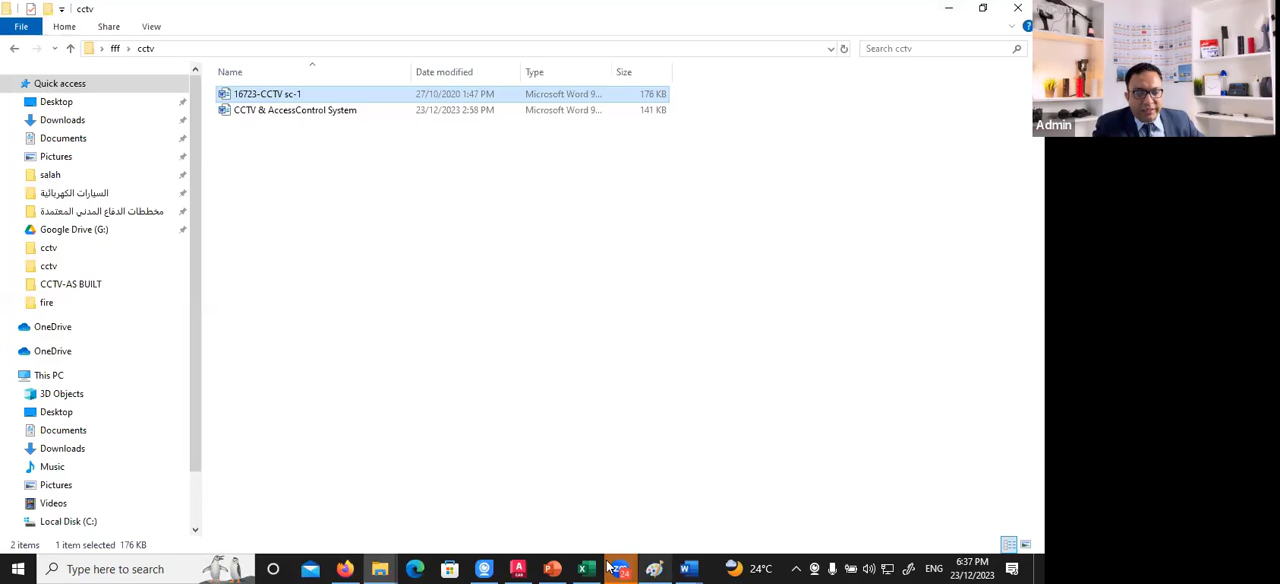 cctv
File Home Share View
fff cctv Search cctv
Name Date modified Type Size
16723-CCTV sc-1 27/10/2020 1:47 PM Microsoft Word 9... 176 KB
CCTV & AccessControl System 23/12/2023 2:58 PM Microsoft Word 9... 141 KB
Admin
Quick access
Desktop
Downloads
Documents
Pictures
salah
السيارات الكهربائية
مخططات الدفاع المدني المعتمدة
Google Drive (G:)
cctv
cctv
CCTV-AS BUILT
fire
OneDrive
OneDrive
This PC
3D Objects
Desktop
Documents
Downloads
Music
Pictures
Videos
Local Disk (C:)
2 items 1 item selected 176 KB
Type here to search 24 24°C ENG 6:37 PM
23/12/2023